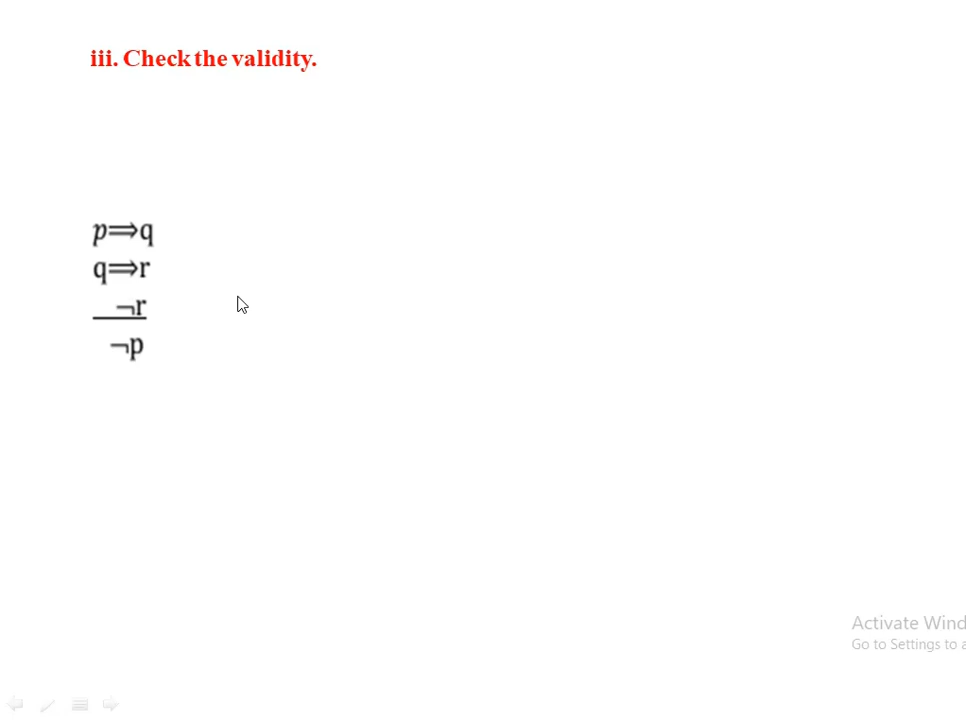 iii. Check the validity.
p⟹q
q⟹r
¬r
¬p
Activate Wind
Go to Settings to a